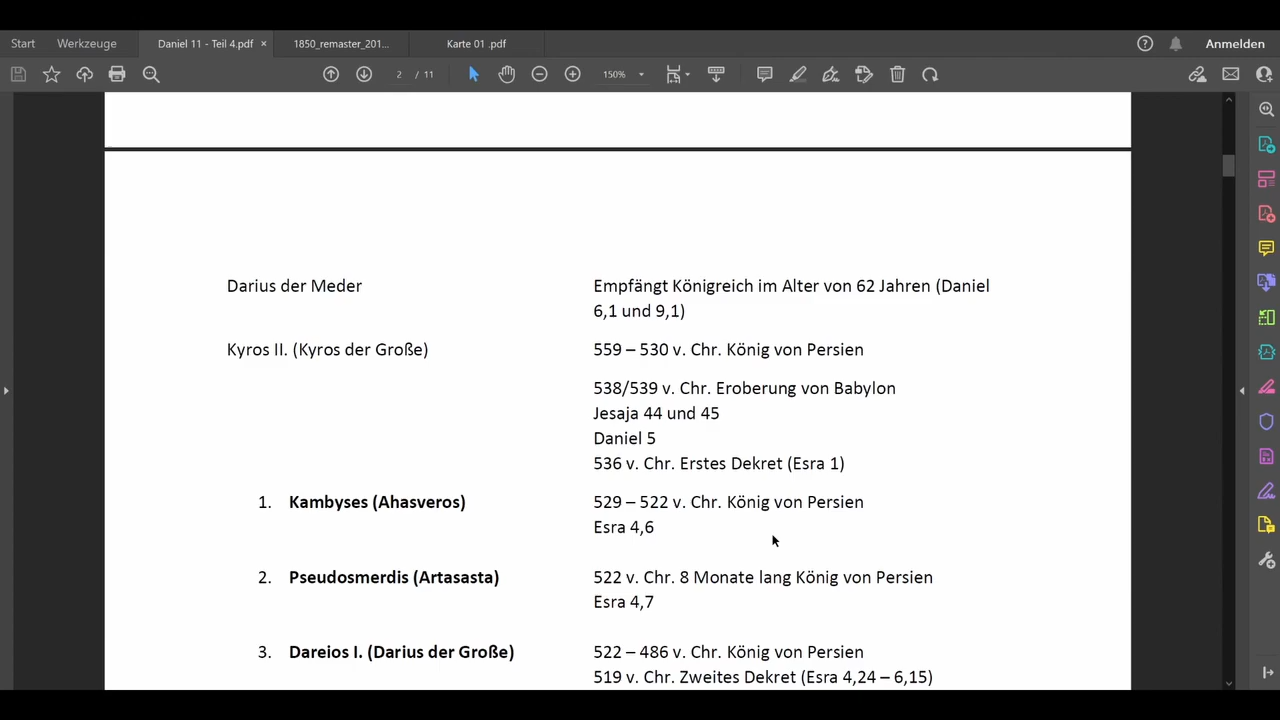 Start Werkzeuge Daniel 11 - Teil 4.pdf × 1850_remaster_201... Karte 01 .pdf Anmelden
2 / 11 150%
Darius der Meder Empfängt Königreich im Alter von 62 Jahren (Daniel
6,1 und 9,1)
Kyros II. (Kyros der Große) 559 – 530 v. Chr. König von Persien
538/539 v. Chr. Eroberung von Babylon
Jesaja 44 und 45
Daniel 5
536 v. Chr. Erstes Dekret (Esra 1)
1. Kambyses (Ahasveros) 529 – 522 v. Chr. König von Persien
Esra 4,6
2. Pseudosmerdis (Artasasta) 522 v. Chr. 8 Monate lang König von Persien
Esra 4,7
3. Dareios I. (Darius der Große) 522 – 486 v. Chr. König von Persien
519 v. Chr. Zweites Dekret (Esra 4,24 – 6,15)